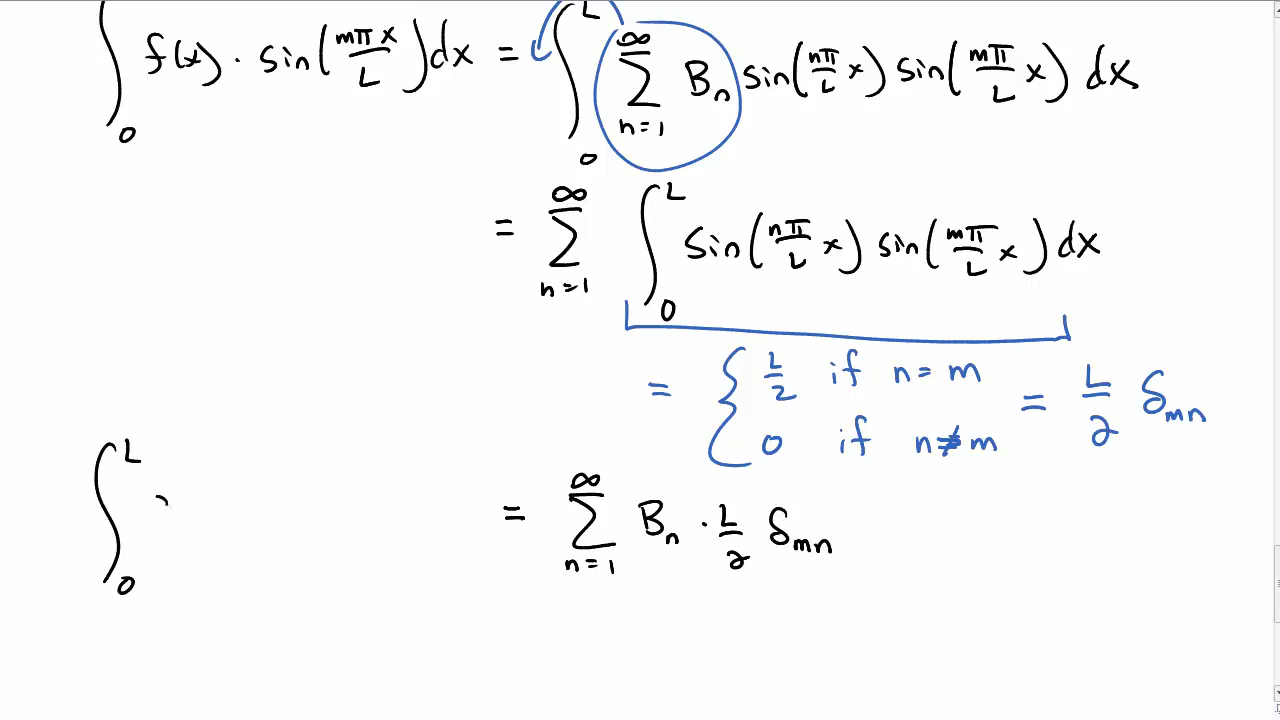 ∫₀ᴸ f(x) · sin(mπx/L) dx = ∫₀ᴸ ∑ₙ₌₁^∞ Bₙ sin(nπ/L x) sin(mπ/L x) dx
= ∑ₙ₌₁^∞ ∫₀ᴸ sin(nπ/L x) sin(mπ/L x) dx
= { L/2 if n = m
0 if n ≠ m = L/2 δₘₙ
∫₀ᴸ = ∑ₙ₌₁^∞ Bₙ · L/2 δₘₙ